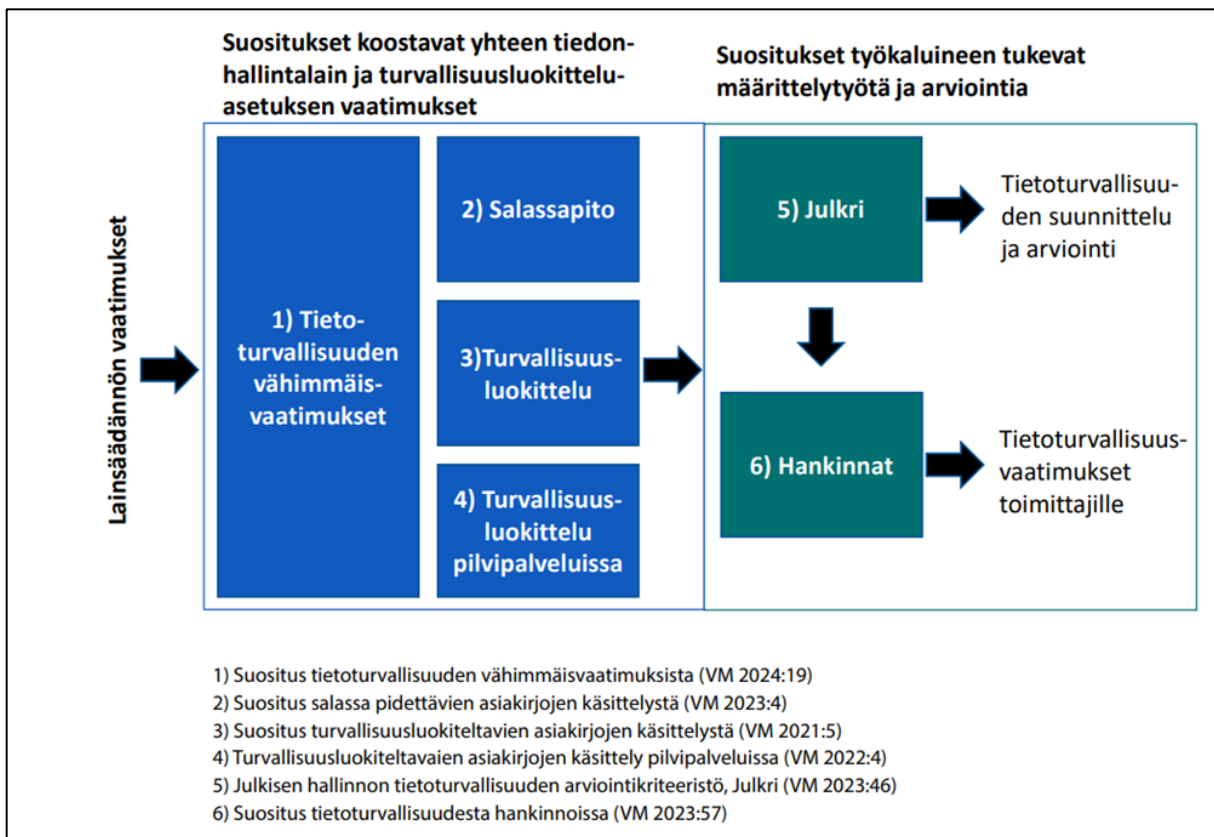 Suositukset koostavat yhteen tiedon-
hallintalain ja turvallisuusluokittelu-
asetuksen vaatimukset
Suositukset työkaluineen tukevat
määrittelytyötä ja arviointia
Lainsäädännön vaatimukset
1) Tieto-
turvallisuuden
vähimmäis-
vaatimukset
2) Salassapito
3)Turvallisuus-
luokittelu
4) Turvallisuus-
luokittelu
pilvipalveluissa
5) Julkri
Tietoturvallisuu-
den suunnittelu
ja arviointi
6) Hankinnat
Tietoturvallisuus-
vaatimukset
toimittajille
1) Suositus tietoturvallisuuden vähimmäisvaatimuksista (VM 2024:19)
2) Suositus salassa pidettävien asiakirjojen käsittelystä (VM 2023:4)
3) Suositus turvallisuusluokiteltavien asiakirjojen käsittelystä (VM 2021:5)
4) Turvallisuusluokiteltavaien asiakirjojen käsittely pilvipalveluissa (VM 2022:4)
5) Julkisen hallinnon tietoturvallisuuden arviointikriteeristö, Julkri (VM 2023:46)
6) Suositus tietoturvallisuudesta hankinnoissa (VM 2023:57)